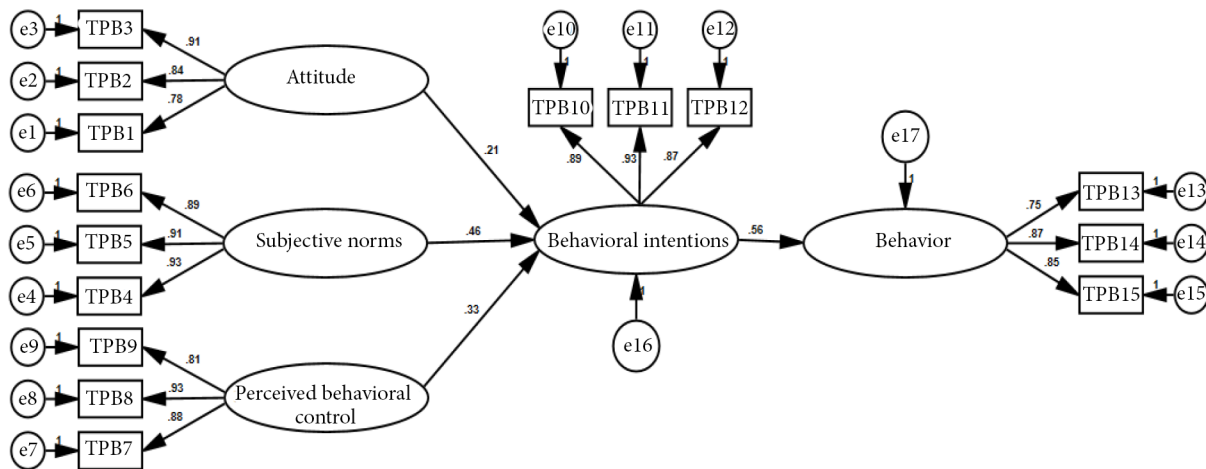 e3 1 TPB3 .91
e2 1 TPB2 .84
e1 1 TPB1 .78
Attitude
.21
e6 1 TPB6 .89
e5 1 TPB5 .91
e4 1 TPB4 .93
Subjective norms
.46
e9 1 TPB9 .81
e8 1 TPB8 .93
e7 1 TPB7 .88
Perceived behavioral
control
.33
e10 e11 e12
1 1 1
TPB10 TPB11 TPB12
.89 .93 .87
Behavioral intentions
1
e16
.56
e17
1
Behavior
.75 TPB13 1 e13
.87 TPB14 1 e14
.85 TPB15 1 e15